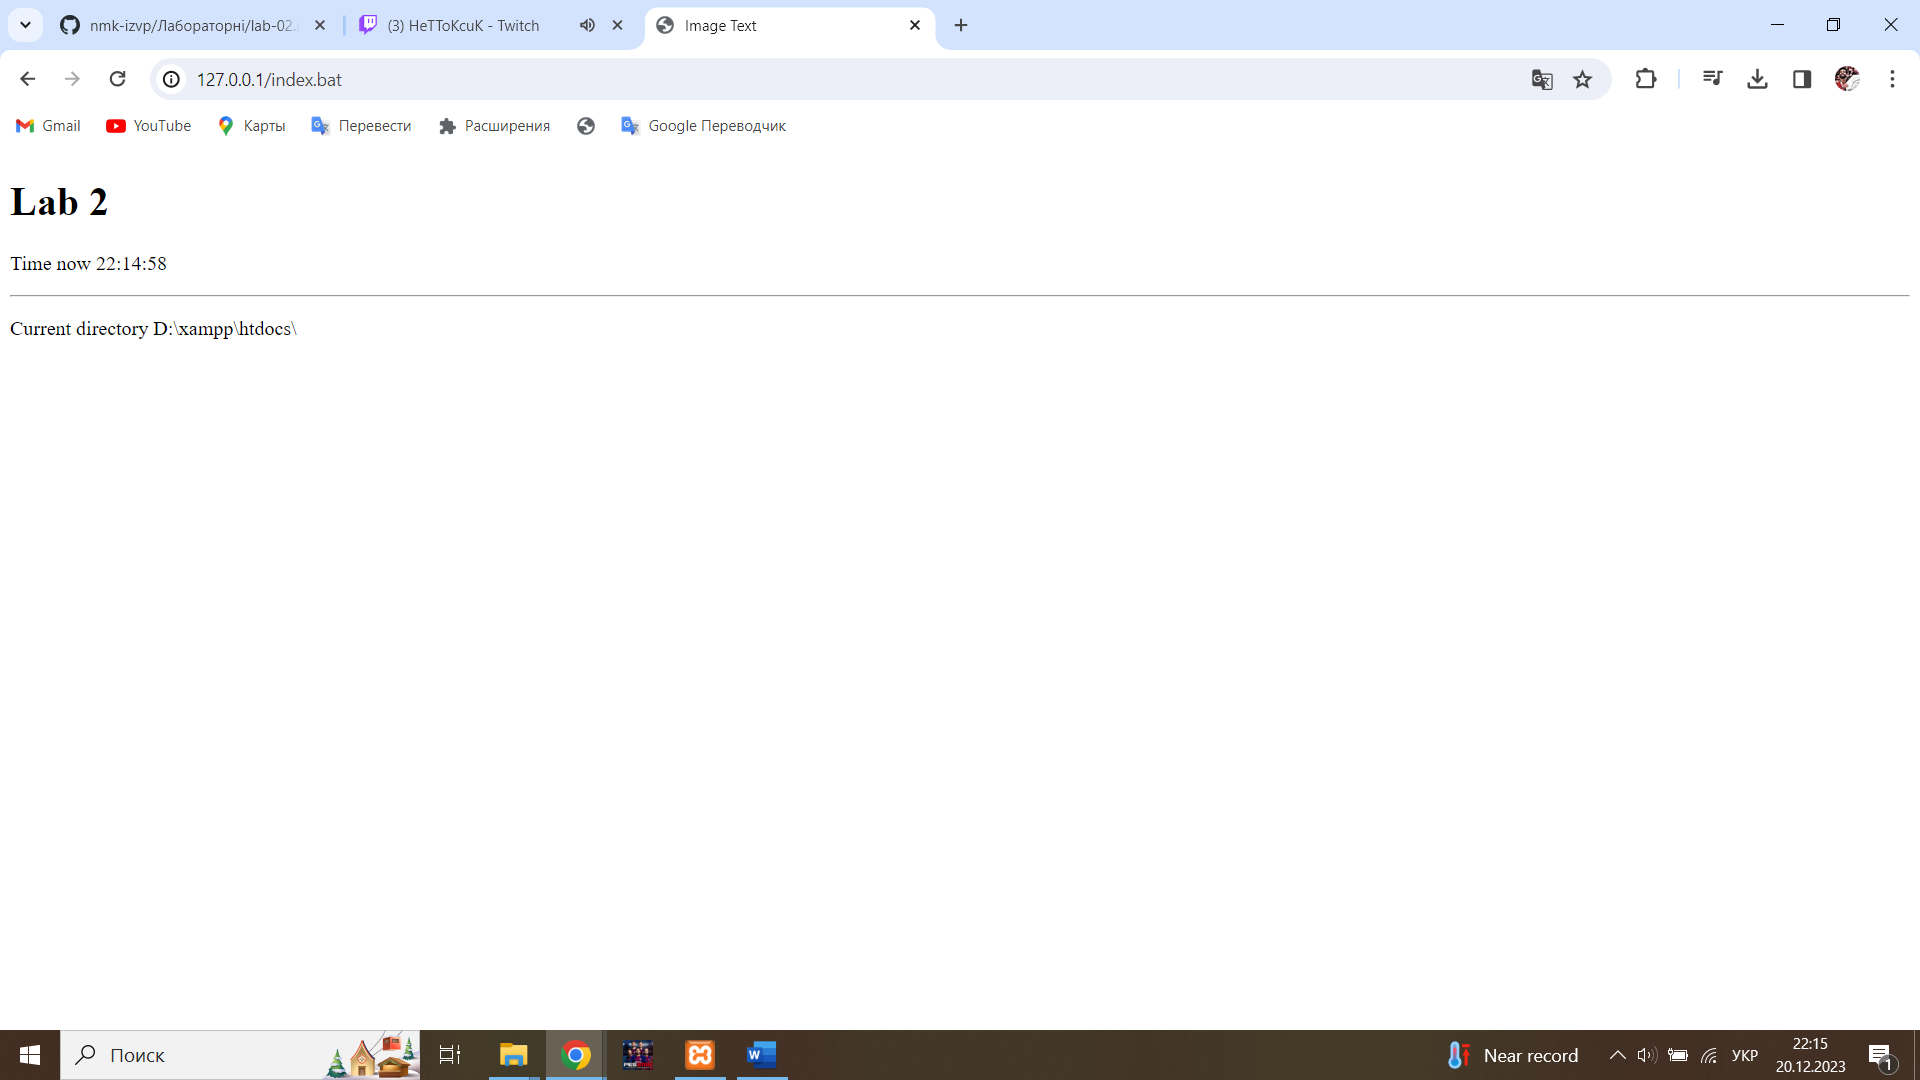 nmk-izvp/Лабораторні/lab-02.
(3) HeTToKcuK - Twitch
Image Text
127.0.0.1/index.bat
Gmail
YouTube
Карты
Перевести
Расширения
Google Переводчик
Lab 2
Time now 22:14:58
Current directory D:\xampp\htdocs\
Поиск
Near record
УКР
22:15
20.12.2023
1